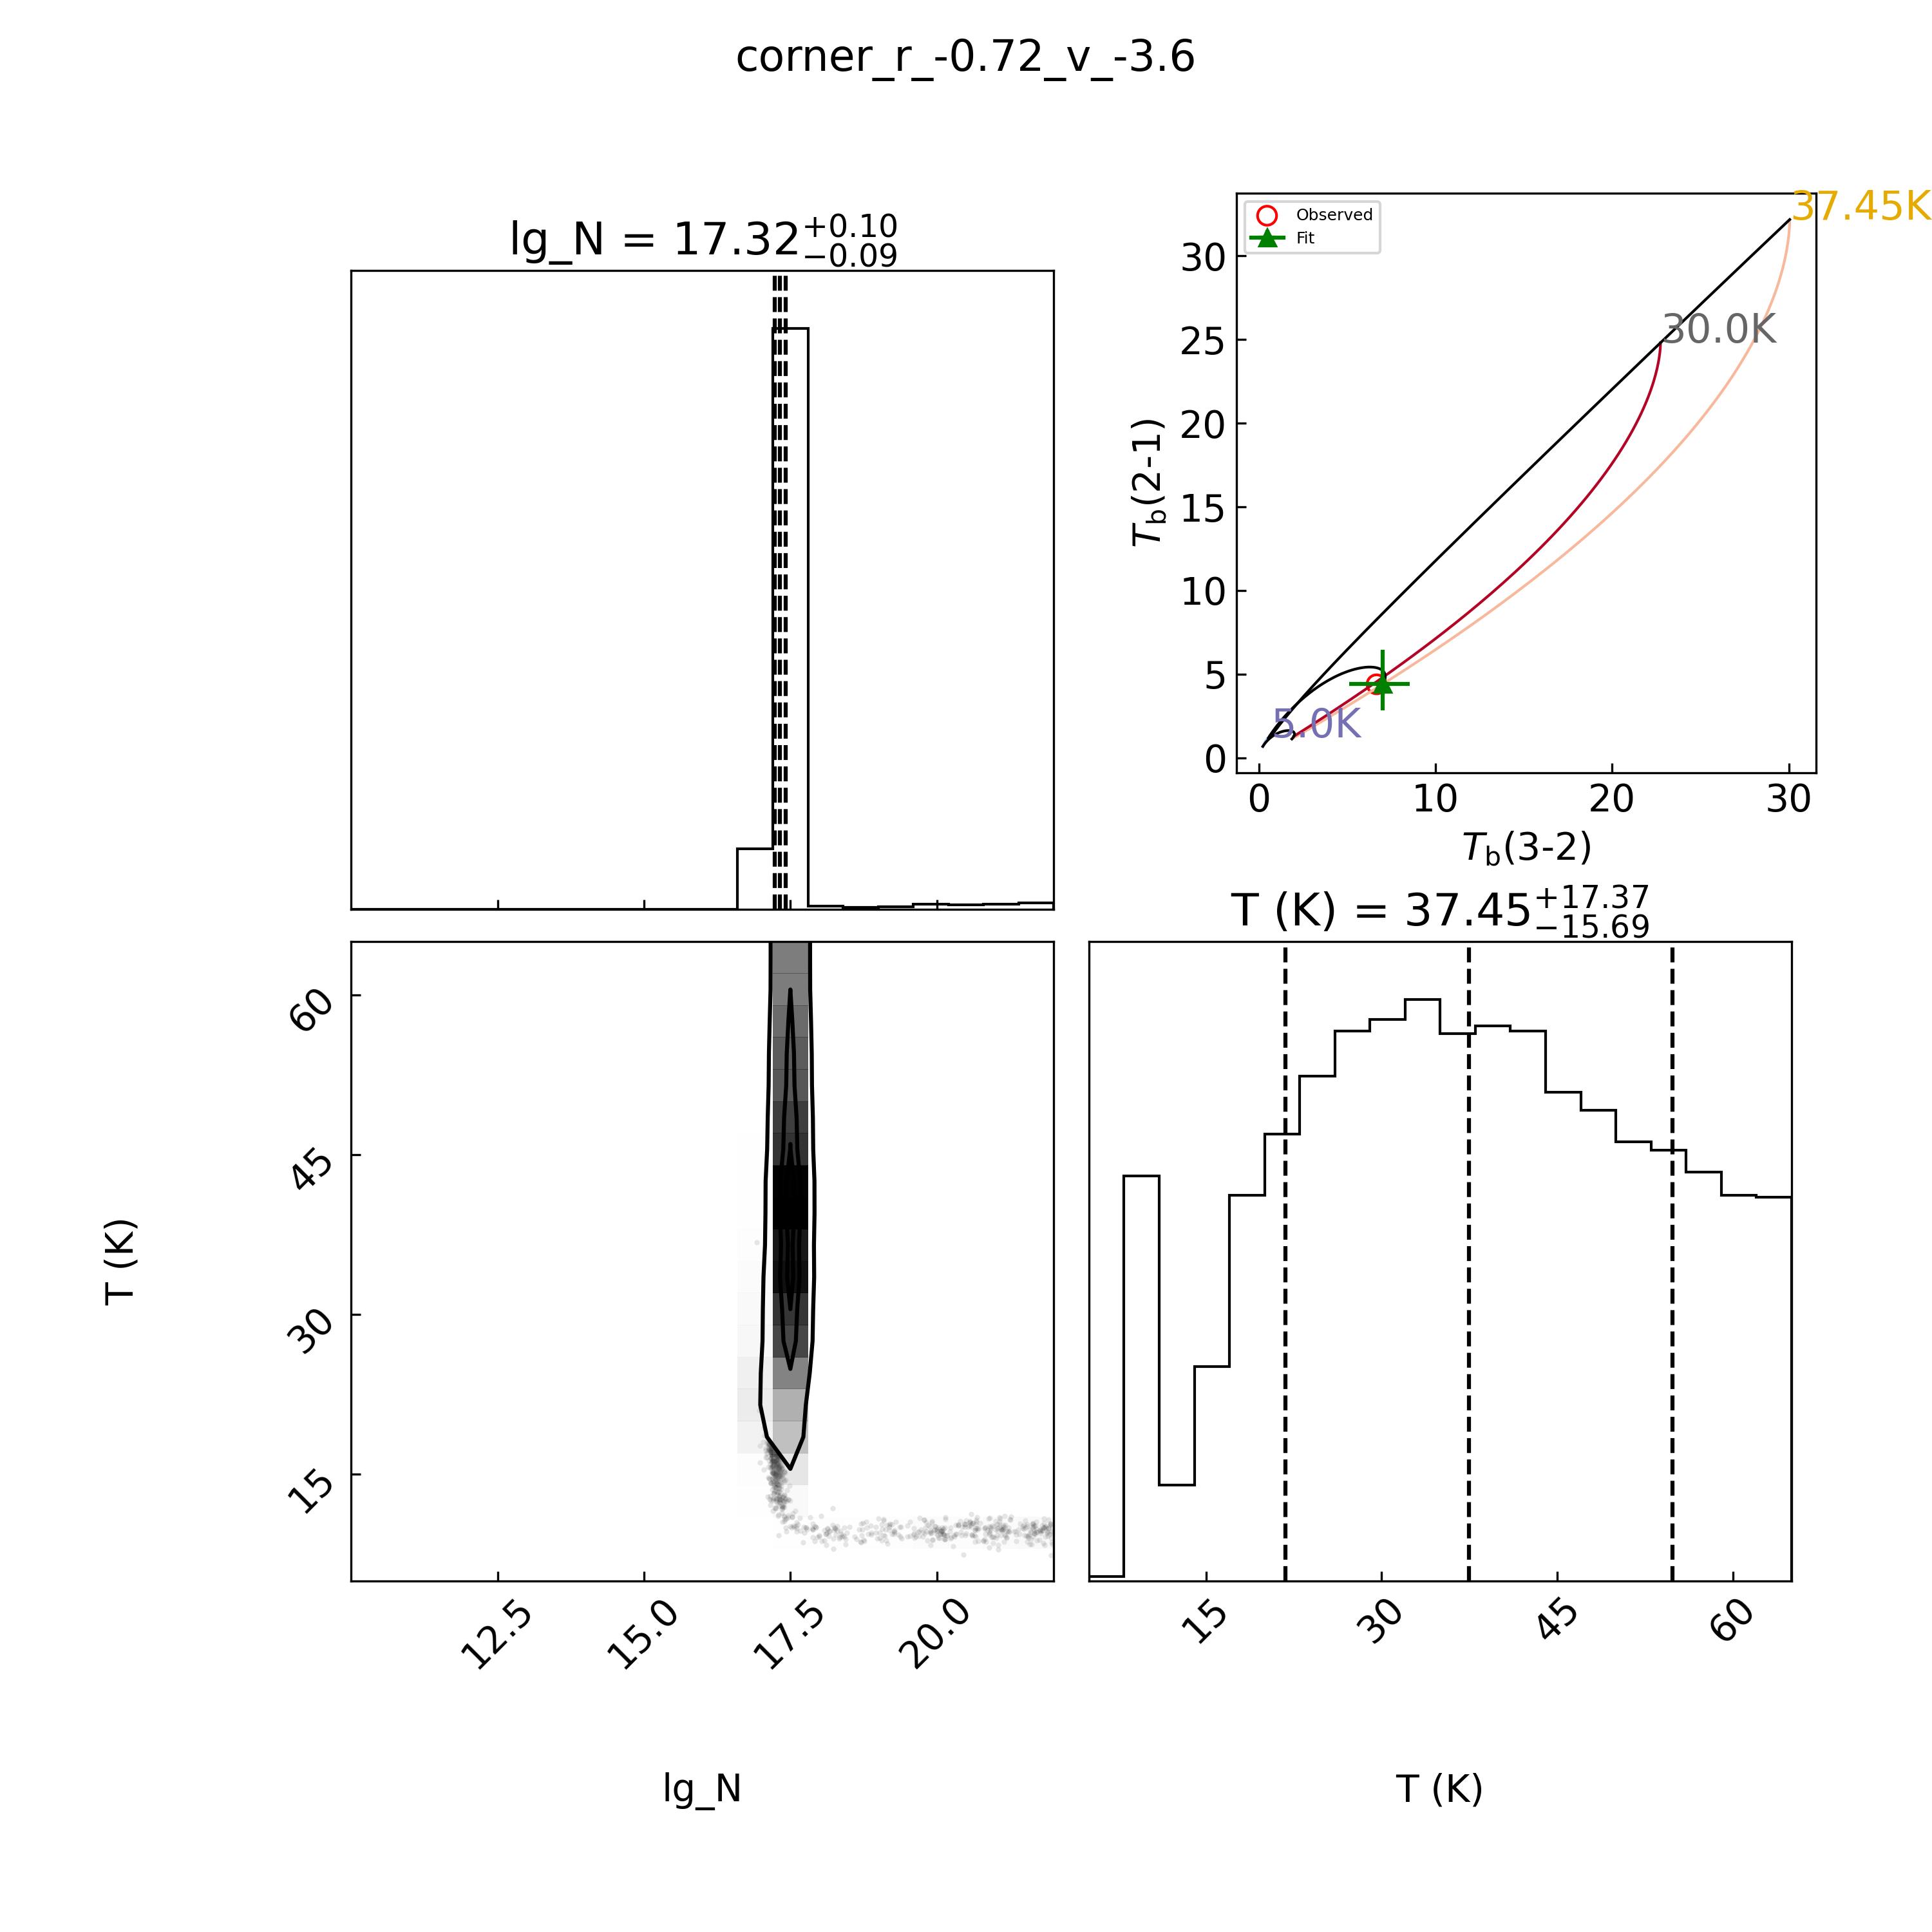 corner_r_-0.72_v_-3.6
lg_N = 17.32+0.10−0.09
37.45K
Observed
Fit
30
25
20
15
10
5
0
30.0K
5.0K
Tb(2-1)
0 10 20 30
Tb(3-2)
T (K) = 37.45+17.37−15.69
60
45
30
15
T (K)
12.5 15.0 17.5 20.0
lg_N
15 30 45 60
T (K)